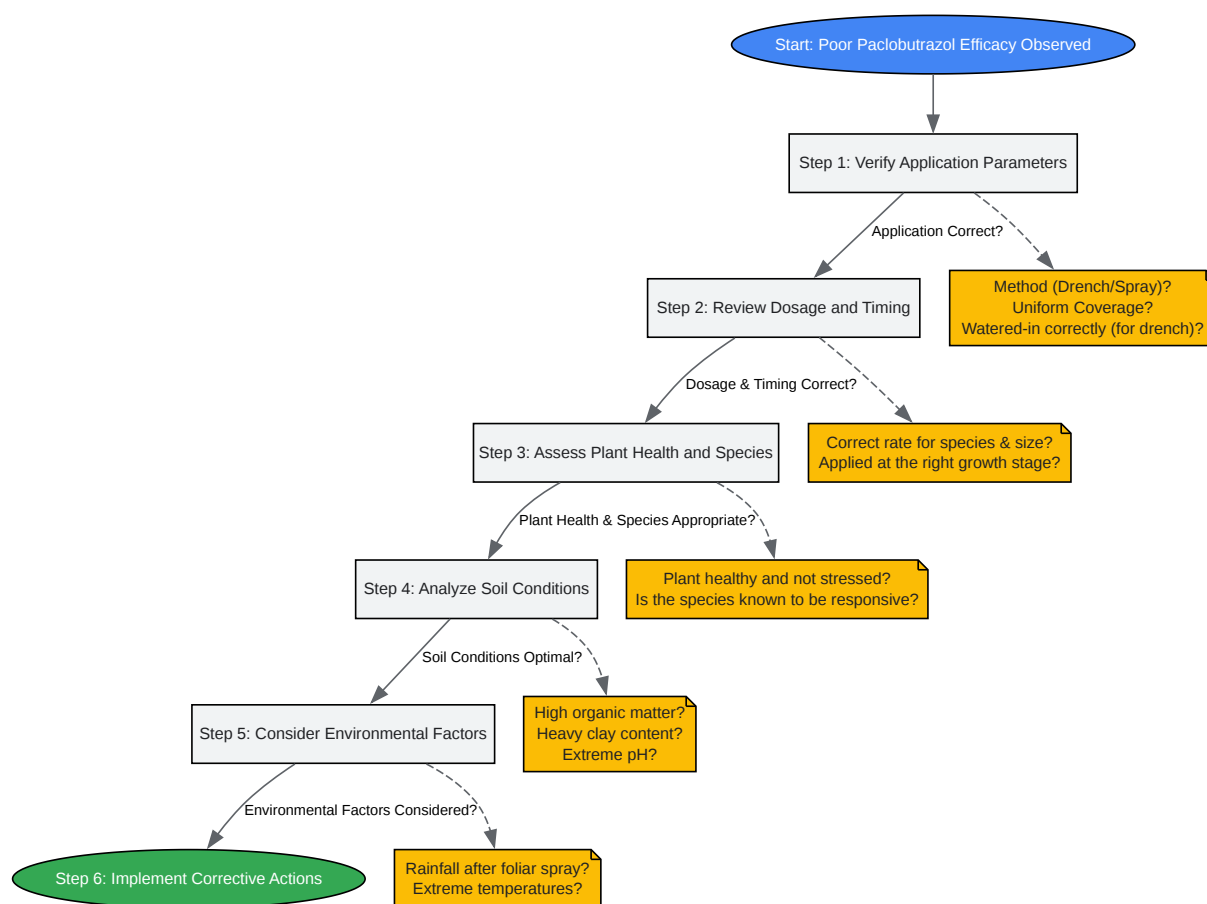 Start: Poor Paclobutrazol Efficacy Observed
Step 1: Verify Application Parameters
Application Correct?
Step 2: Review Dosage and Timing
Method (Drench/Spray)?
Uniform Coverage?
Watered-in correctly (for drench)?
Dosage & Timing Correct?
Step 3: Assess Plant Health and Species
Correct rate for species & size?
Applied at the right growth stage?
Plant Health & Species Appropriate?
Step 4: Analyze Soil Conditions
Plant healthy and not stressed?
Is the species known to be responsive?
Soil Conditions Optimal?
Step 5: Consider Environmental Factors
High organic matter?
Heavy clay content?
Extreme pH?
Environmental Factors Considered?
Step 6: Implement Corrective Actions
Rainfall after foliar spray?
Extreme temperatures?